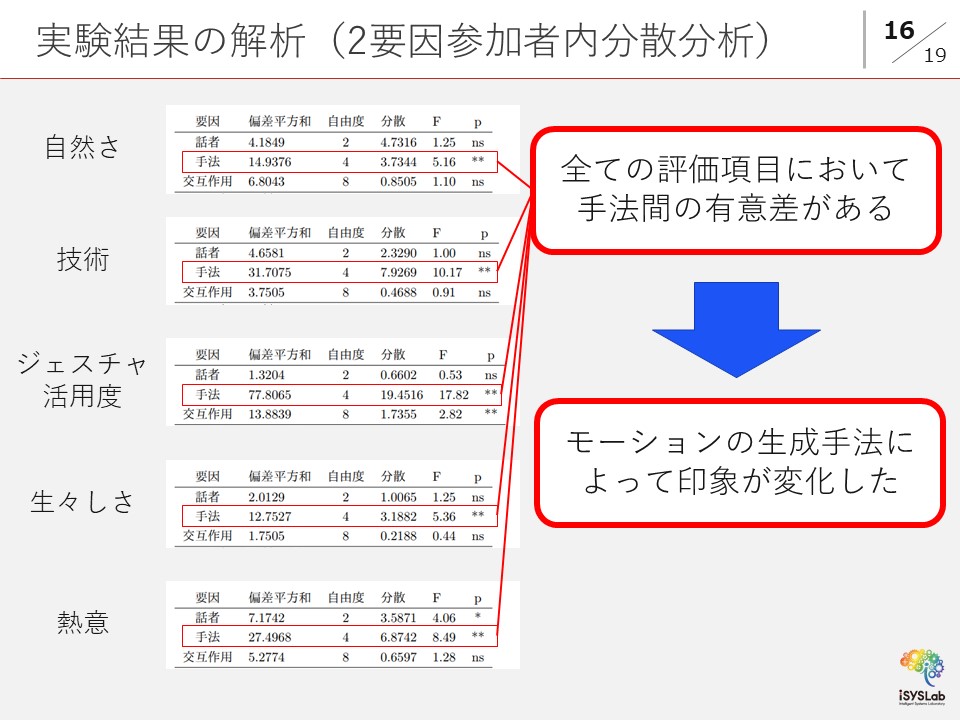 実験結果の解析（2要因参加者内分散分析）
16
19
自然さ
要因 偏差平方和 自由度 分散 F p
話者 4.1849 2 4.7316 1.25 ns
手法 14.9376 4 3.7344 5.16 **
交互作用 6.8043 8 0.8505 1.10 ns
技術
要因 偏差平方和 自由度 分散 F p
話者 4.6581 2 2.3290 1.00 ns
手法 31.7075 4 7.9269 10.17 **
交互作用 3.7505 8 0.4688 0.91 ns
ジェスチャ
活用度
要因 偏差平方和 自由度 分散 F p
話者 1.3204 2 0.6602 0.53 ns
手法 77.8065 4 19.4516 17.82 **
交互作用 13.8839 8 1.7355 2.82 **
生々しさ
要因 偏差平方和 自由度 分散 F p
話者 2.0129 2 1.0065 1.25 ns
手法 12.7527 4 3.1882 5.36 **
交互作用 1.7505 8 0.2188 0.44 ns
熱意
要因 偏差平方和 自由度 分散 F p
話者 7.1742 2 3.5871 4.06 *
手法 27.4968 4 6.8742 8.49 **
交互作用 5.2774 8 0.6597 1.28 ns
全ての評価項目において
手法間の有意差がある
モーションの生成手法に
よって印象が変化した
iSYSLab
Intelligent Systems Laboratory